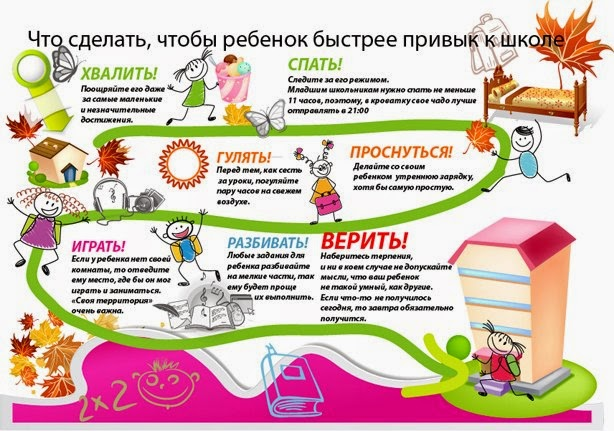 Что сделать, чтобы ребенок быстрее привык к школе
ХВАЛИТЬ!
Поощряйте его даже
за самые маленькие
и незначительные
достижения.
СПАТЬ!
Следите за его режимом.
Младшим школьникам нужно спать не меньше
11 часов, поэтому, в кроватку свое чадо лучше
отправлять в 21:00
ГУЛЯТЬ!
Перед тем, как сесть
за уроки, погуляйте
пару часов на свежем
воздухе.
ПРОСНУТЬСЯ!
Делайте со своим
ребенком утреннюю зарядку,
хотя бы самую простую.
ИГРАТЬ!
Если у ребенка нет своей
комнаты, то отведите
ему место, где бы он мог
играть и заниматься.
«Своя территория»
очень важна.
РАЗБИВАТЬ!
Любые задания для
ребенка разбивайте
на мелкие части, так
ему будет проще
их выполнить.
ВЕРИТЬ!
Наберитесь терпения,
и ни в коем случае не допускайте
мысли, что ваш ребенок
не такой умный, как другие.
Если что-то не получилось
сегодня, то завтра обязательно
получится.
2×2